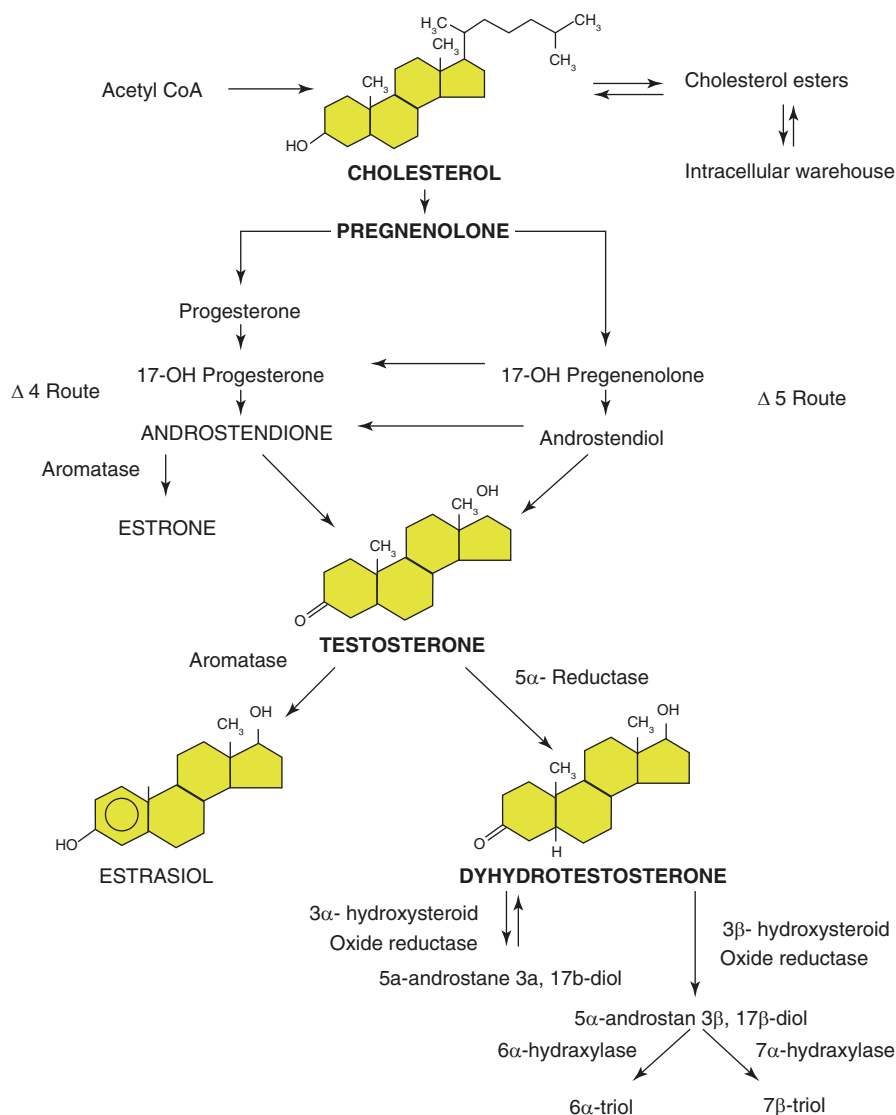 H₃C
CH₃
CH₃
CH₃
CH₃
Acetyl CoA
HO
CHOLESTEROL
Cholesterol esters
Intracellular warehouse
PREGNENOLONE
Progesterone
17-OH Progesterone
17-OH Pregenenolone
Δ 4 Route
Δ 5 Route
ANDROSTENDIONE
Androstendiol
Aromatase
ESTRONE
OH
CH₃
CH₃
O
TESTOSTERONE
Aromatase
5α- Reductase
OH
CH₃
HO
ESTRASIOL
OH
CH₃
CH₃
O
H
DYHYDROTESTOSTERONE
3α- hydroxysteroid
Oxide reductase
3β- hydroxysteroid
Oxide reductase
5a-androstane 3a, 17b-diol
5α-androstan 3β, 17β-diol
6α-hydraxylase
7α-hydraxylase
6α-triol
7β-triol